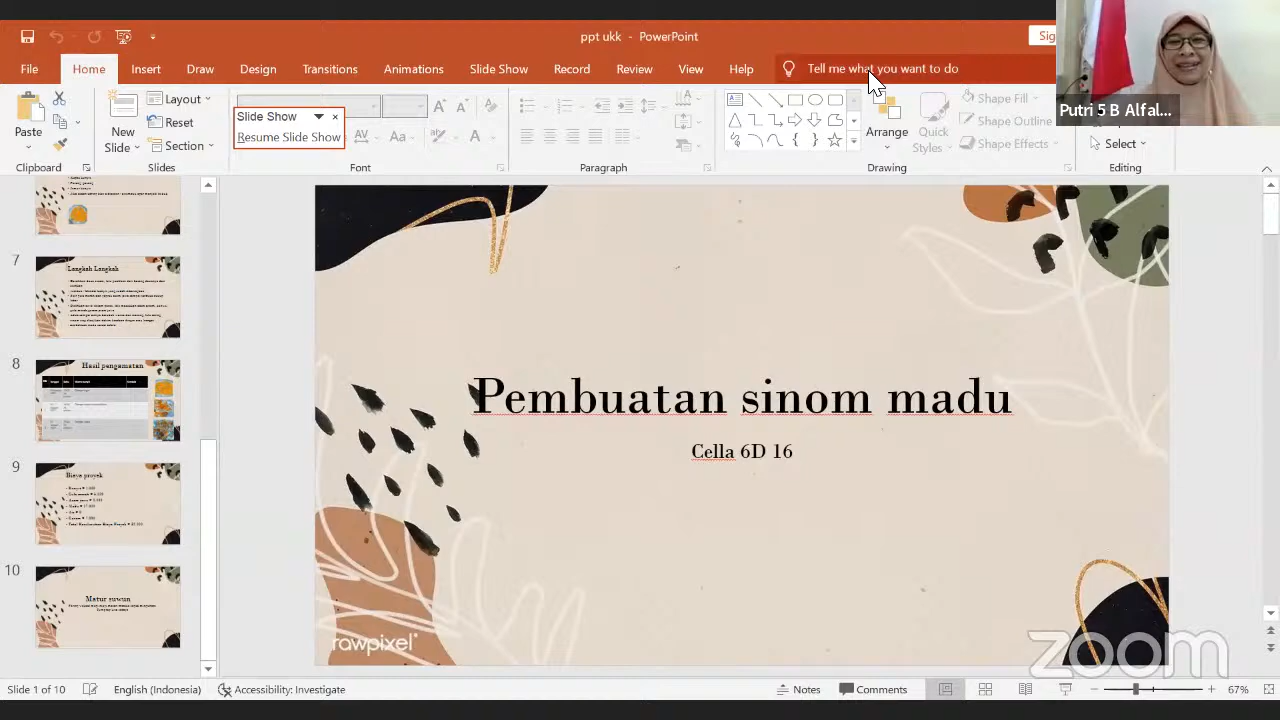 ppt ukk - PowerPoint
Sig
File Home Insert Draw Design Transitions Animations Slide Show Record Review View Help Tell me what you want to do
Putri 5 B Alfal...
Paste
Clipboard
New
Slide
Layout
Reset
Section
Slides
Slide Show
Resume Slide Show
Aa
A
Font
Paragraph
Arrange
Quick
Styles
Shape Fill
Shape Outline
Shape Effects
Drawing
Select
Editing
7
Langkah Langkah
8
Hasil pengamatan
9
Biaya proyek
10
Matur suwun
Pembuatan sinom madu
Cella 6D 16
rawpixel
zoom
Slide 1 of 10 English (Indonesia) Accessibility: Investigate Notes Comments 67%